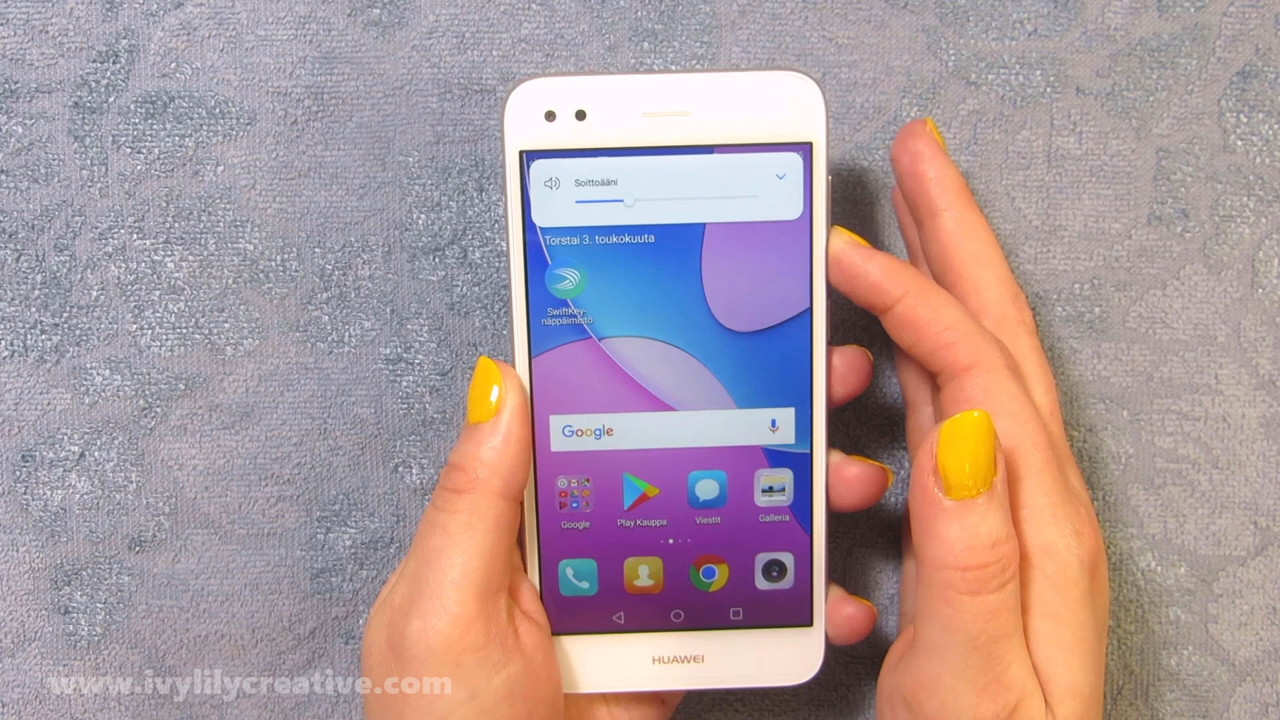 Soittoääni
Torstai 3. toukokuuta
SwiftKey-
näppäimistö
Google
Google
Play Kauppa
Viestit
Galleria
HUAWEI
www.ivylilycreative.com